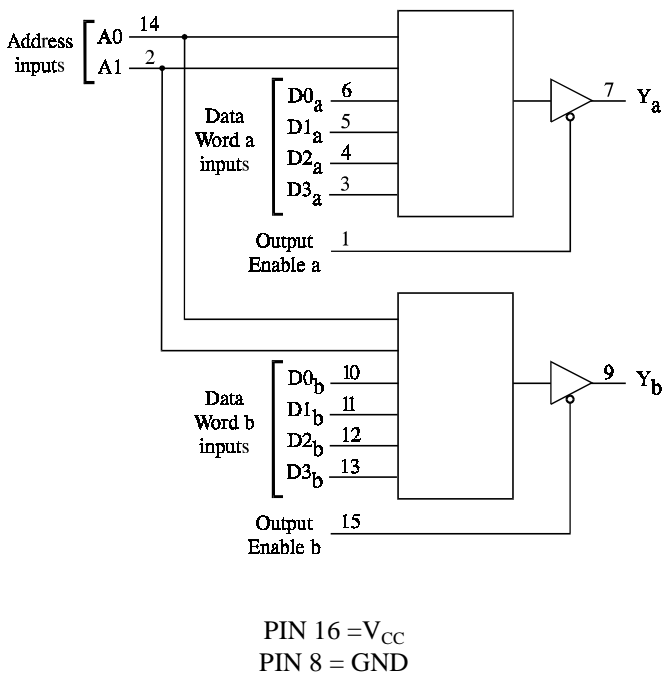 Address
inputs
A0 14
A1 2
Data
Word a
inputs
D0a 6
D1a 5
D2a 4
D3a 3
7 Ya
Output
Enable a
1
Data
Word b
inputs
D0b 10
D1b 11
D2b 12
D3b 13
9 Yb
Output
Enable b
15
PIN 16 =VCC
PIN 8 = GND